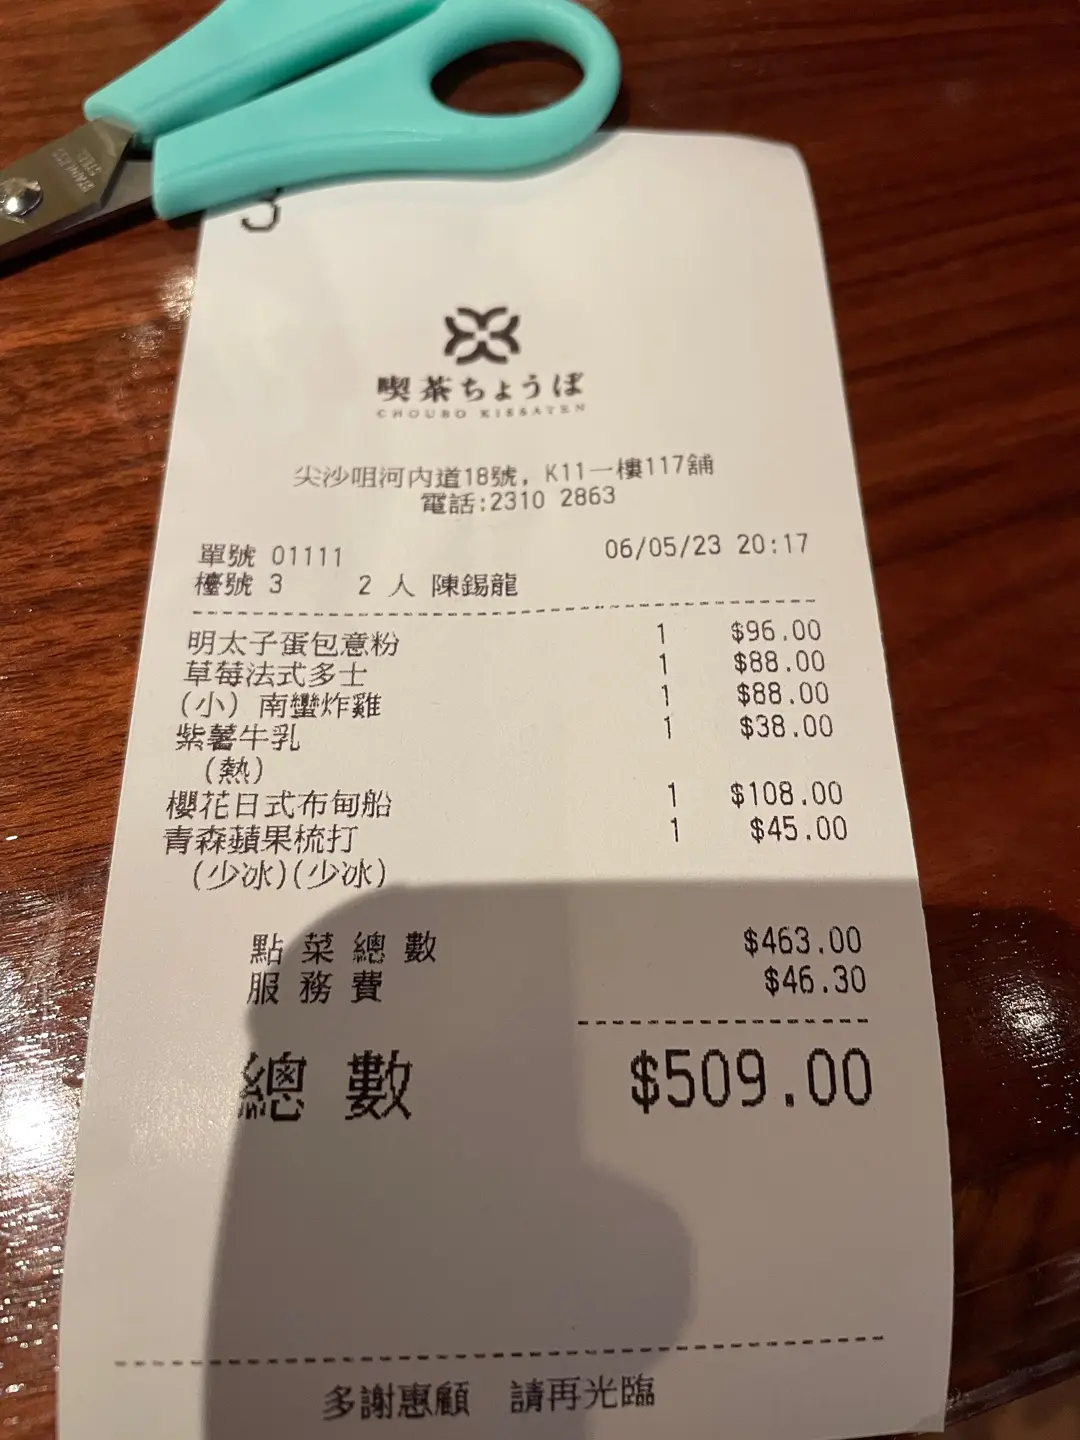 STAINLESS
STEEL
3
喫茶ちょうぼ
CHOUBO KISSATEN
尖沙咀河內道18號, K11一樓117舖
電話:2310 2863
單號 01111 06/05/23 20:17
檯號 3 2 人 陳錫龍
明太子蛋包意粉 1 $96.00
草莓法式多士 1 $88.00
(小) 南蠻炸雞 1 $88.00
紫薯牛乳 1 $38.00
(熱)
櫻花日式布甸船 1 $108.00
青森蘋果梳打 1 $45.00
(少冰)(少冰)
點菜總數 $463.00
服務費 $46.30
總數 $509.00
多謝惠顧 請再光臨